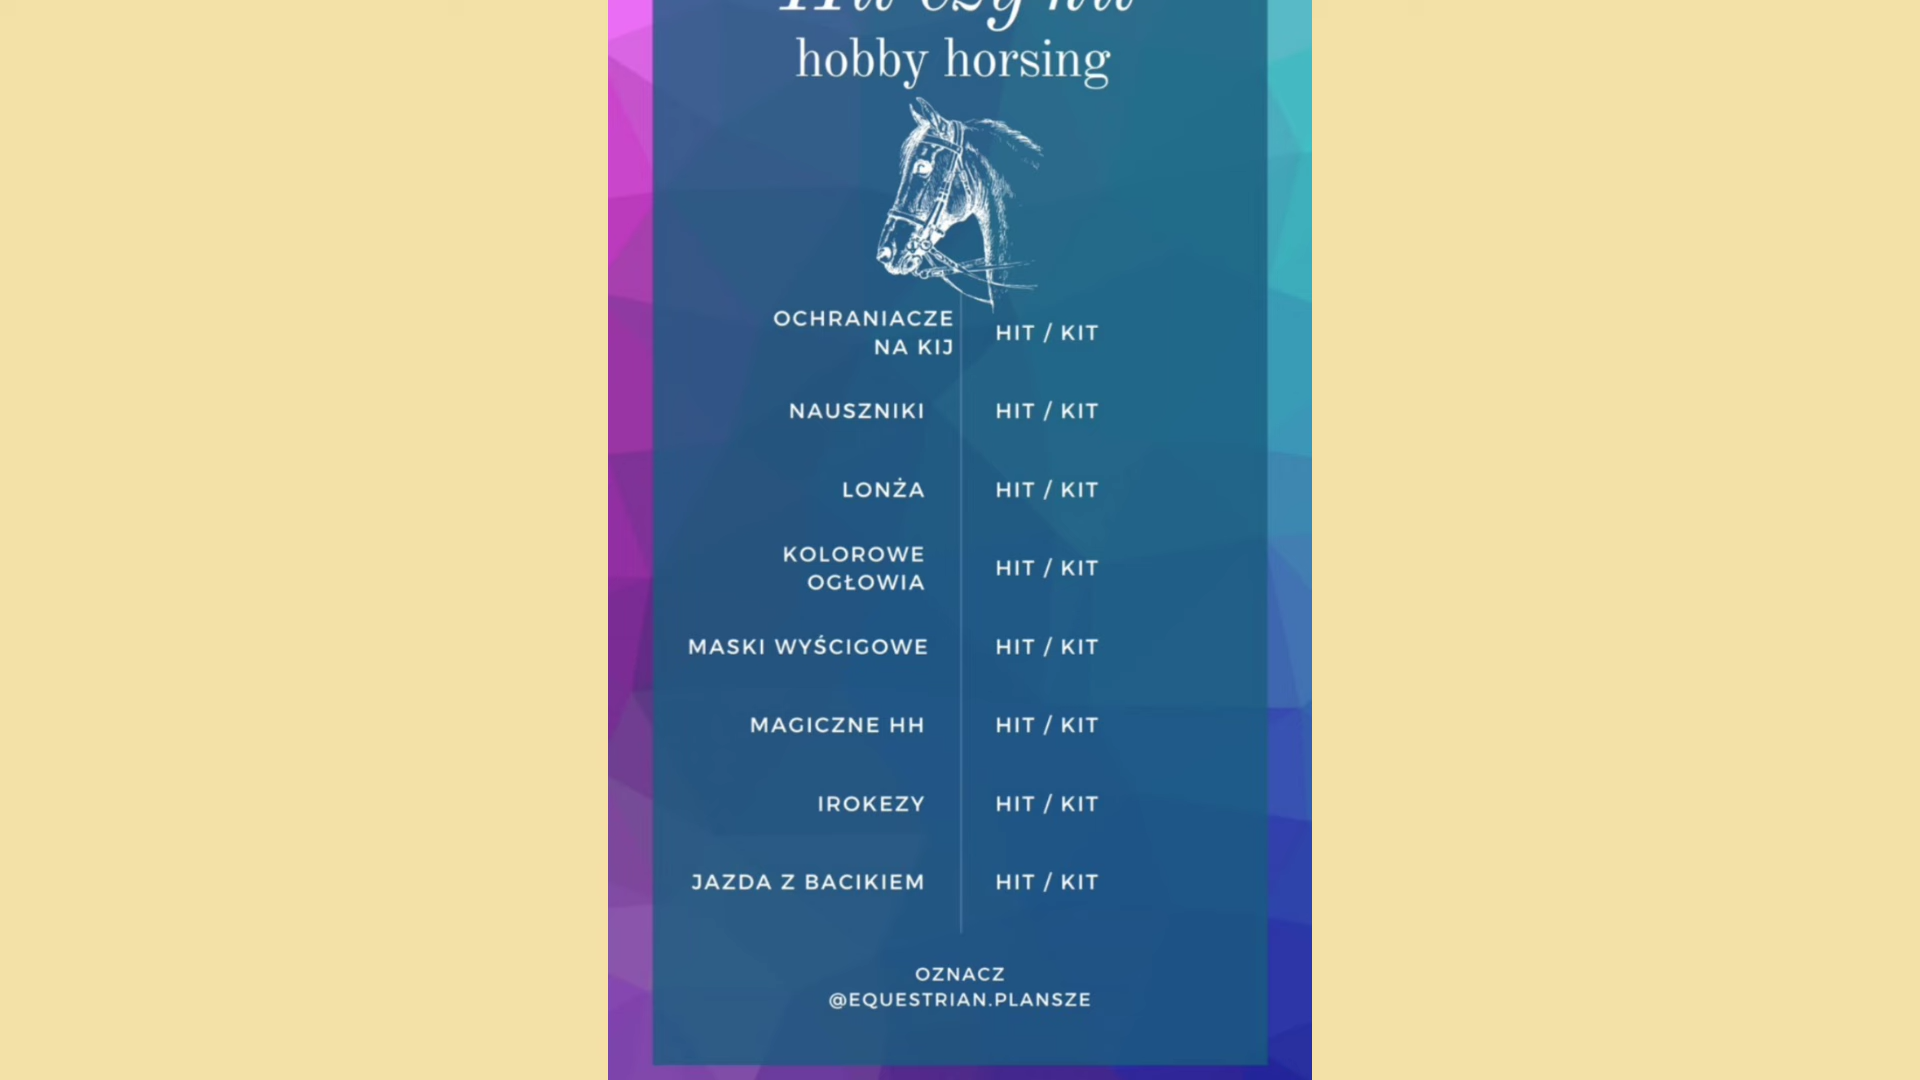 hobby horsing
OCHRANIACZE
NA KIJ
HIT / KIT
NAUSZNIKI
HIT / KIT
LONŻA
HIT / KIT
KOLOROWE
OGŁOWIA
HIT / KIT
MASKI WYŚCIGOWE
HIT / KIT
MAGICZNE HH
HIT / KIT
IROKEZY
HIT / KIT
JAZDA Z BACIKIEM
HIT / KIT
OZNACZ
@EQUESTRIAN.PLANSZE